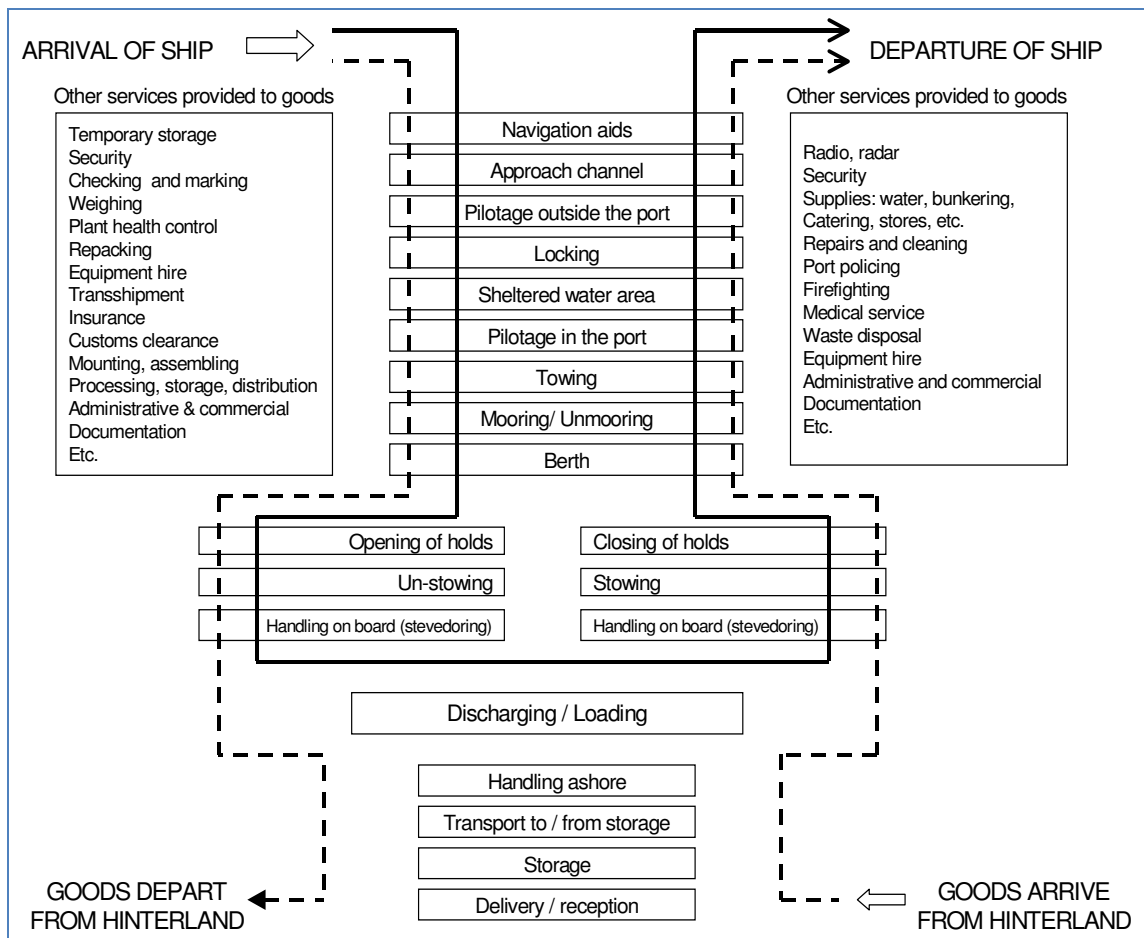 ARRIVAL OF SHIP
DEPARTURE OF SHIP
Other services provided to goods
Temporary storage
Security
Checking and marking
Weighing
Plant health control
Repacking
Equipment hire
Transshipment
Insurance
Customs clearance
Mounting, assembling
Processing, storage, distribution
Administrative & commercial
Documentation
Etc.
Navigation aids
Approach channel
Pilotage outside the port
Locking
Sheltered water area
Pilotage in the port
Towing
Mooring/ Unmooring
Berth
Other services provided to goods
Radio, radar
Security
Supplies: water, bunkering,
Catering, stores, etc.
Repairs and cleaning
Port policing
Firefighting
Medical service
Waste disposal
Equipment hire
Administrative and commercial
Documentation
Etc.
Opening of holds
Closing of holds
Un-stowing
Stowing
Handling on board (stevedoring)
Handling on board (stevedoring)
Discharging / Loading
Handling ashore
Transport to / from storage
Storage
Delivery / reception
GOODS DEPART
FROM HINTERLAND
GOODS ARRIVE
FROM HINTERLAND